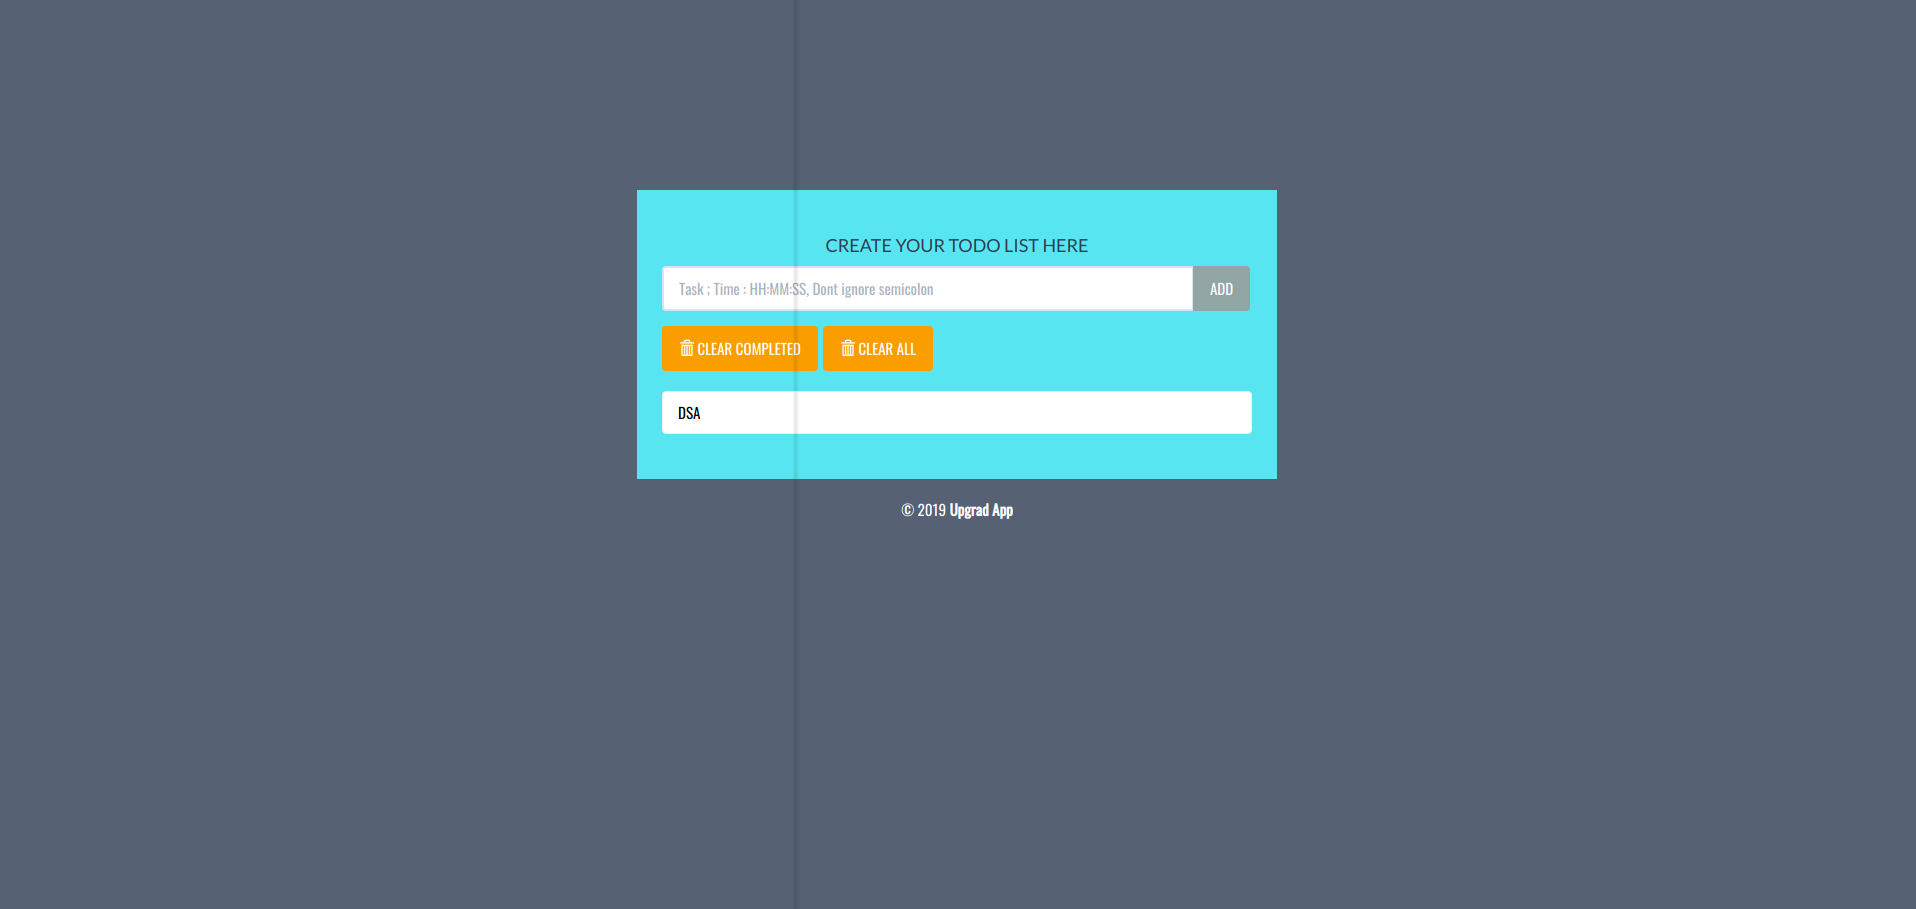 CREATE YOUR TODO LIST HERE
Task ; Time : HH:MM:SS, Dont ignore semicolon
ADD
CLEAR COMPLETED
CLEAR ALL
DSA
© 2019 Upgrad App